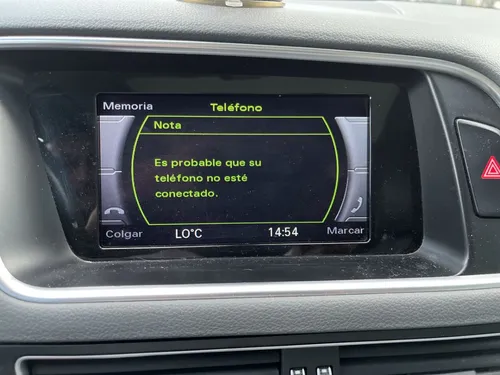 Memoria
Teléfono
Nota
Es probable que su
teléfono no esté
conectado.
Colgar
LO°C
14:54
Marcar